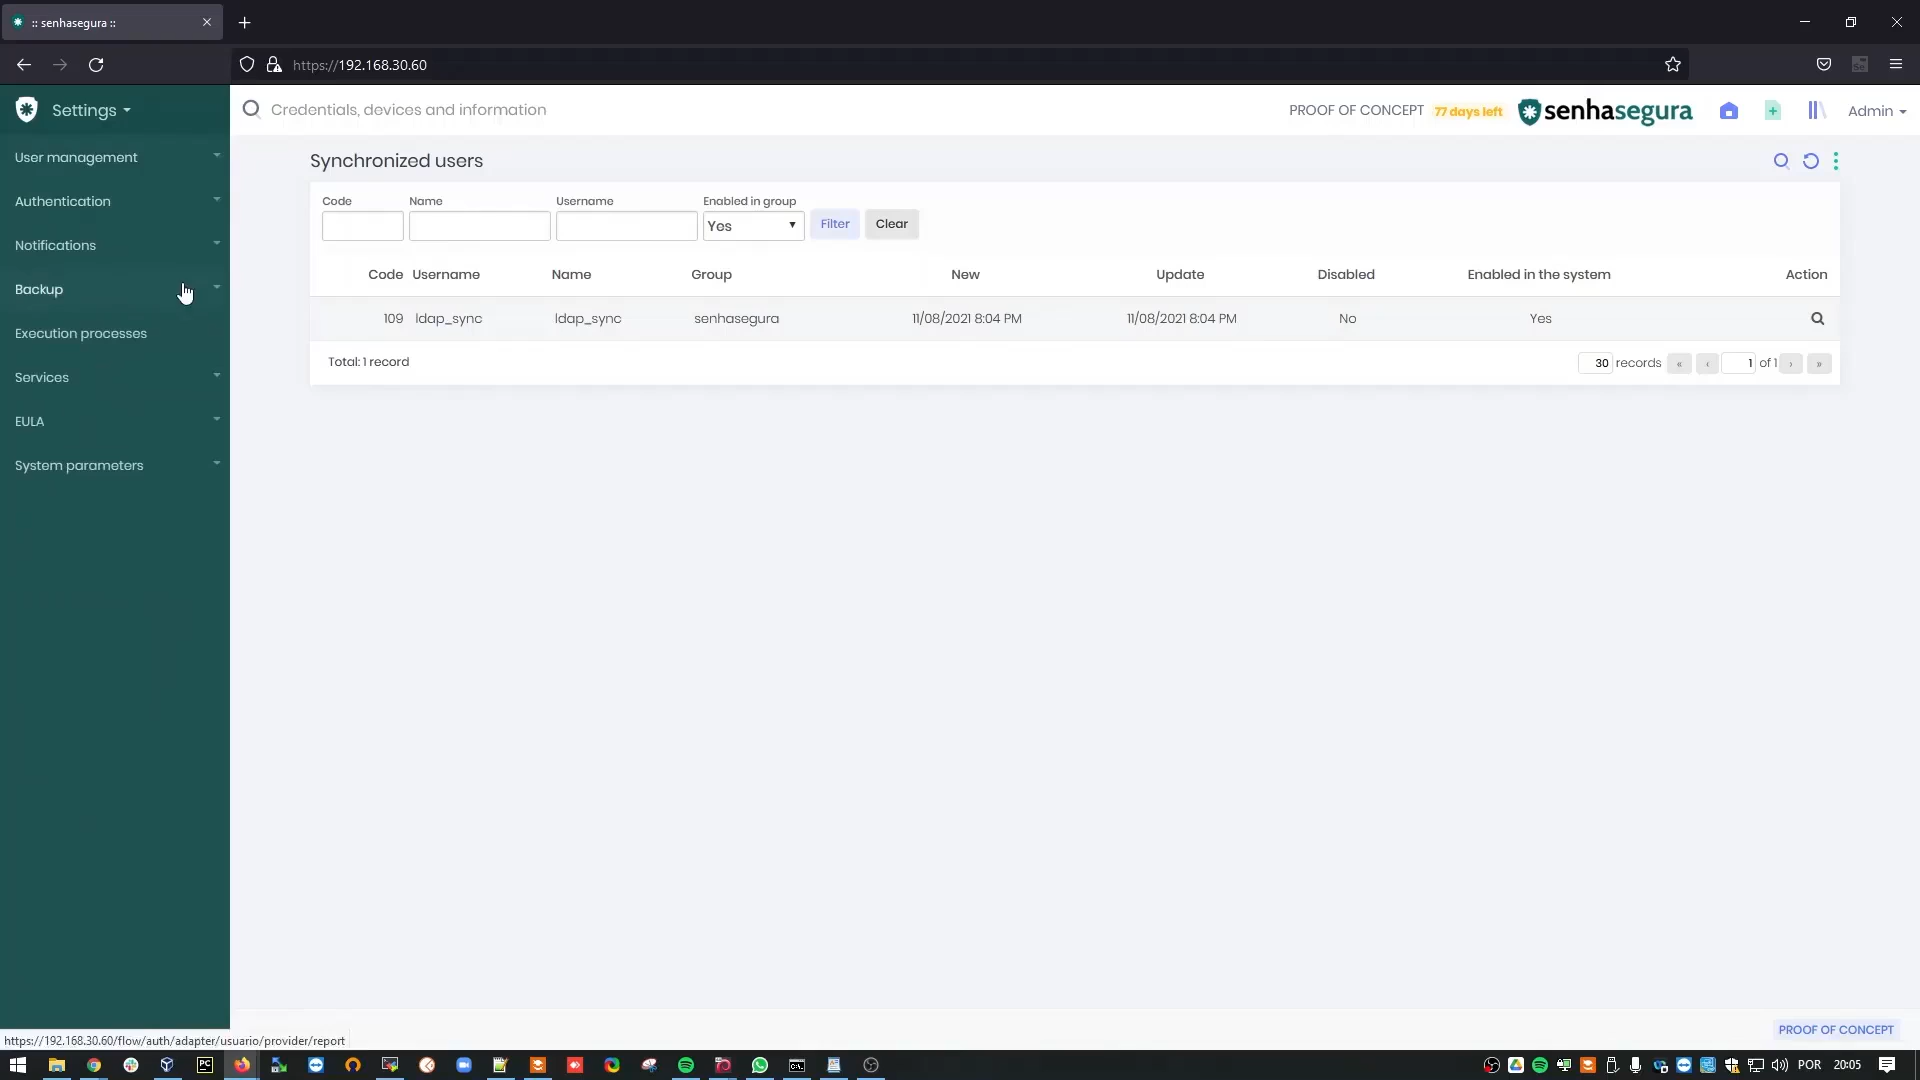 :: senhasegura ::
https://192.168.30.60
Settings
Credentials, devices and information
PROOF OF CONCEPT 77 days left senhasegura Admin
User management
Authentication
Notifications
Backup
Execution processes
Services
EULA
System parameters
Synchronized users
Code Name Username Enabled in group
Yes Filter Clear
Code Username Name Group New Update Disabled Enabled in the system Action
109 ldap_sync ldap_sync senhasegura 11/08/2021 8:04 PM 11/08/2021 8:04 PM No Yes
Total: 1 record 30 records « ‹ 1 of 1 › »
PROOF OF CONCEPT
https://192.168.30.60/flow/auth/adapter/usuario/provider/report
POR 20:05